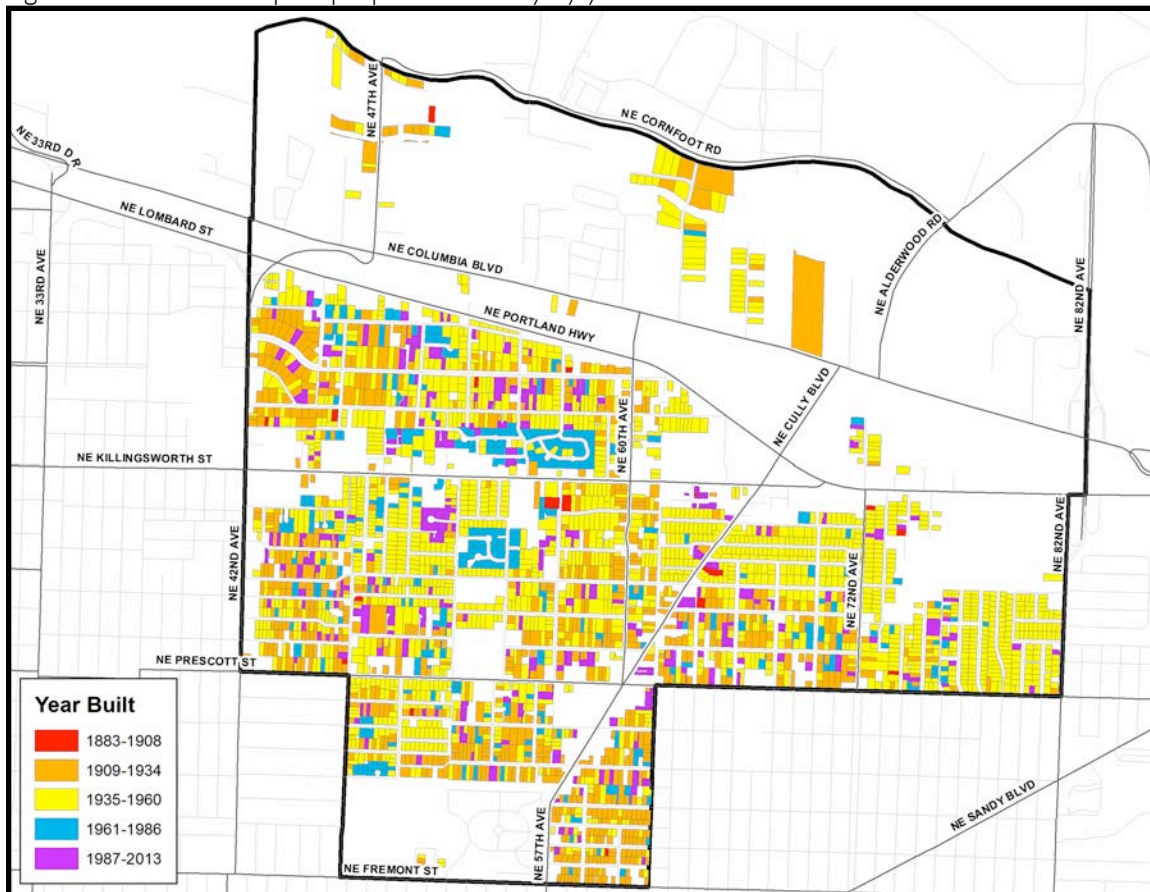 NE 47TH AVE
NE CORNFOOT RD
NE 33RD D R
NE LOMBARD ST
NE COLUMBIA BLVD
NE ALDERWOOD RD
NE 82ND AVE
NE 33RD AVE
NE PORTLAND HWY
NE CULLY BLVD
NE 60TH AVE
NE KILLINGSWORTH ST
NE 42ND AVE
NE 72ND AVE
NE 82ND AVE
NE PRESCOTT ST
Year Built
1883-1908
1909-1934
1935-1960
1961-1986
1987-2013
NE SANDY BLVD
NE 57TH AVE
NE FREMONT ST